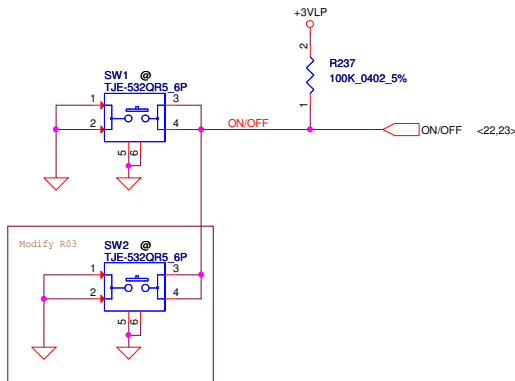 +3VLP
2
R237
100K_0402_5%
1
SW1 @
TJE-532QR5_6P
1 3
2 4
5 6
ON/OFF
ON/OFF <22,23>
Modify R03
SW2 @
TJE-532QR5_6P
1 3
2 4
5 6